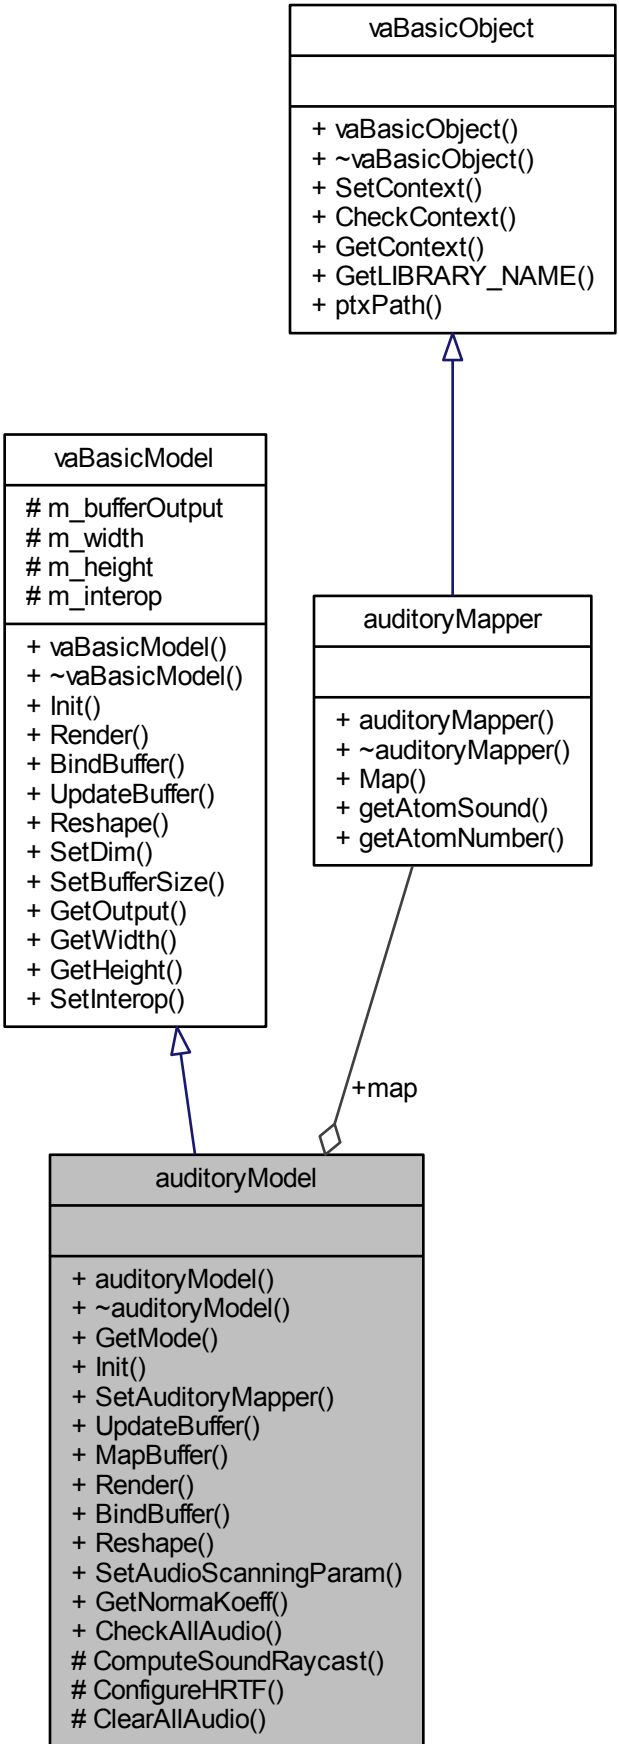 vaBasicObject
+ vaBasicObject()
+ ~vaBasicObject()
+ SetContext()
+ CheckContext()
+ GetContext()
+ GetLIBRARY_NAME()
+ ptxPath()
vaBasicModel
# m_bufferOutput
# m_width
# m_height
# m_interop
+ vaBasicModel()
+ ~vaBasicModel()
+ Init()
+ Render()
+ BindBuffer()
+ UpdateBuffer()
+ Reshape()
+ SetDim()
+ SetBufferSize()
+ GetOutput()
+ GetWidth()
+ GetHeight()
+ SetInterop()
auditoryMapper
+ auditoryMapper()
+ ~auditoryMapper()
+ Map()
+ getAtomSound()
+ getAtomNumber()
+map
auditoryModel
+ auditoryModel()
+ ~auditoryModel()
+ GetMode()
+ Init()
+ SetAuditoryMapper()
+ UpdateBuffer()
+ MapBuffer()
+ Render()
+ BindBuffer()
+ Reshape()
+ SetAudioScanningParam()
+ GetNormaKoeff()
+ CheckAllAudio()
# ComputeSoundRaycast()
# ConfigureHRTF()
# ClearAllAudio()